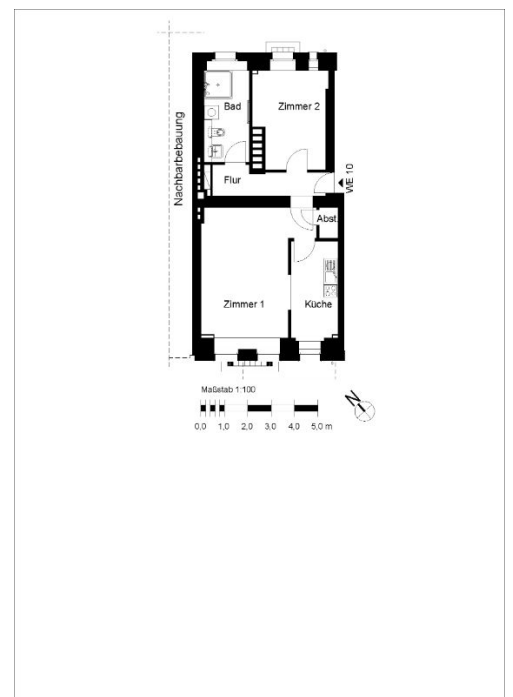 Nachbarbebauung
Bad
Zimmer 2
Flur
WE 10
Abst.
Zimmer 1
Küche
Maßstab 1:100
0,0 1,0 2,0 3,0 4,0 5,0 m
N